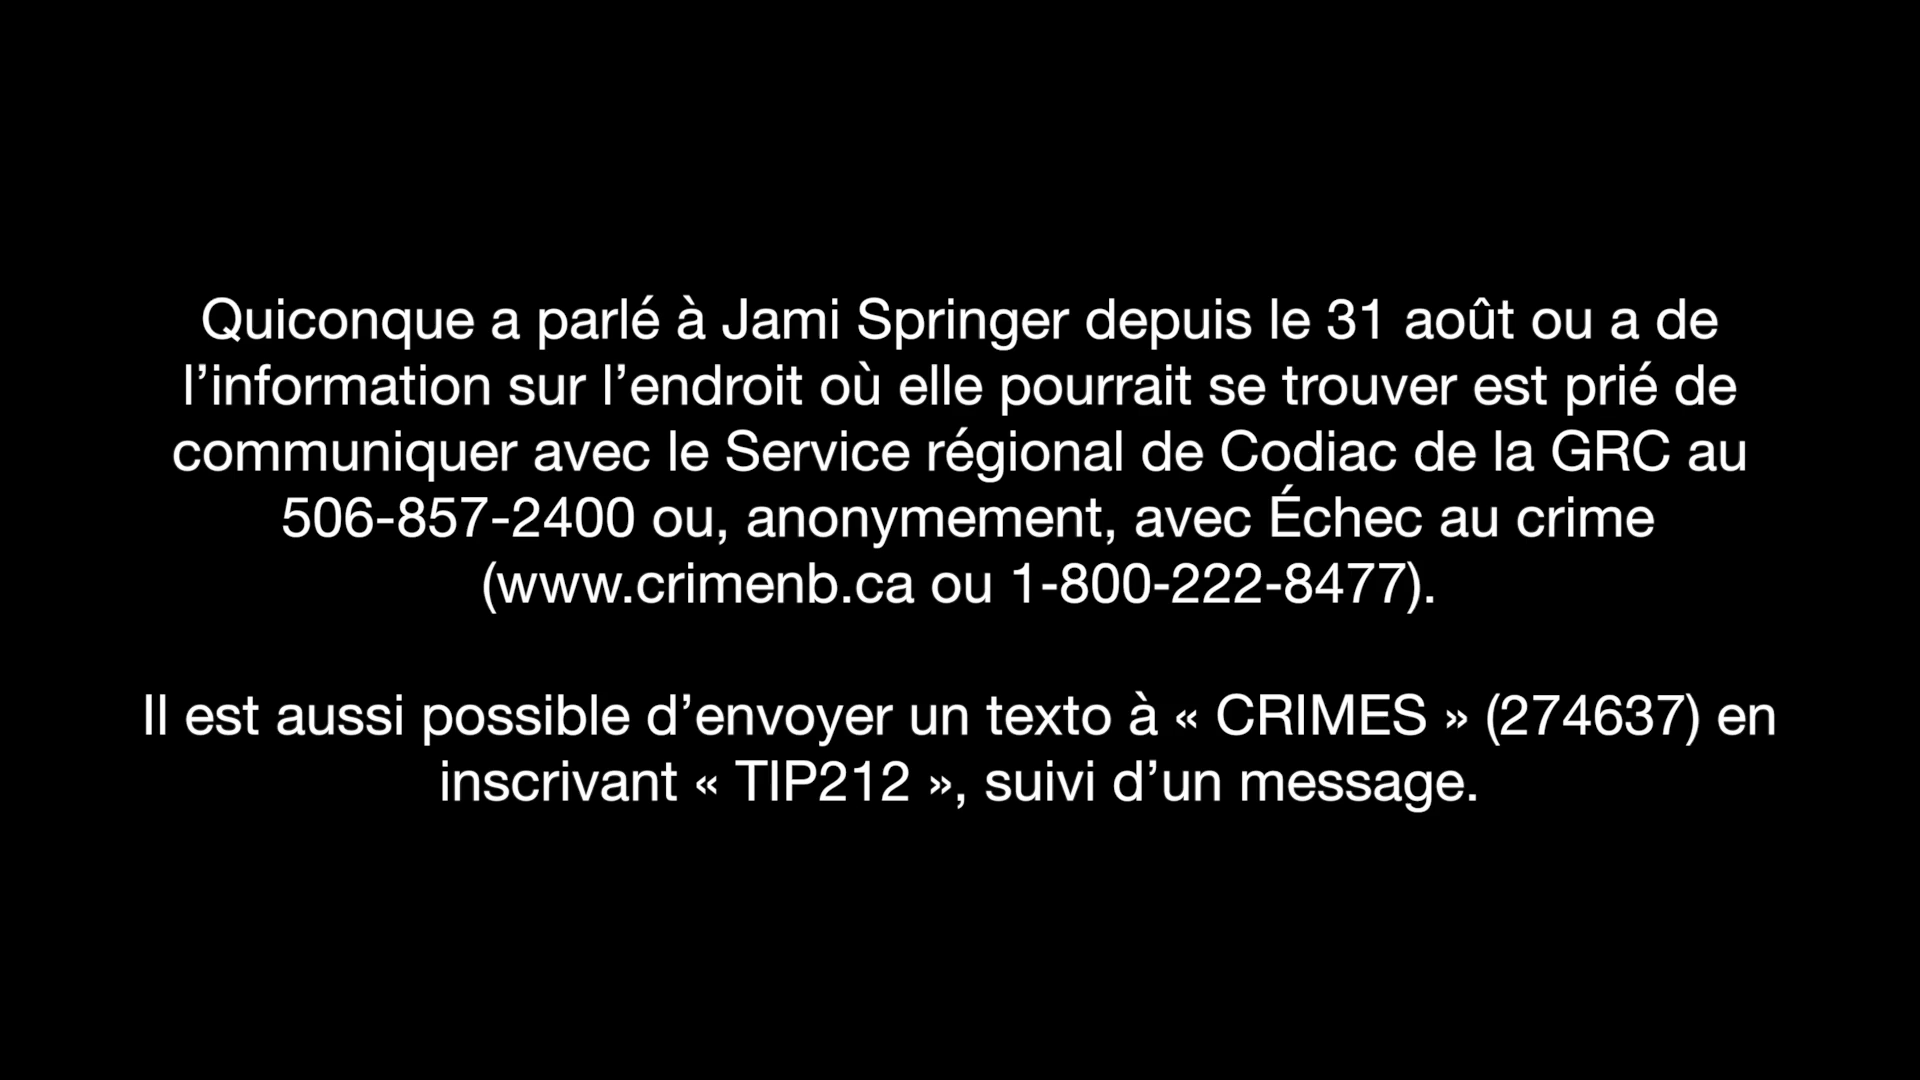 Quiconque a parlé à Jami Springer depuis le 31 août ou a de
l’information sur l’endroit où elle pourrait se trouver est prié de
communiquer avec le Service régional de Codiac de la GRC au
506-857-2400 ou, anonymement, avec Échec au crime
(www.crimenb.ca ou 1-800-222-8477).
Il est aussi possible d’envoyer un texto à « CRIMES » (274637) en
inscrivant « TIP212 », suivi d’un message.